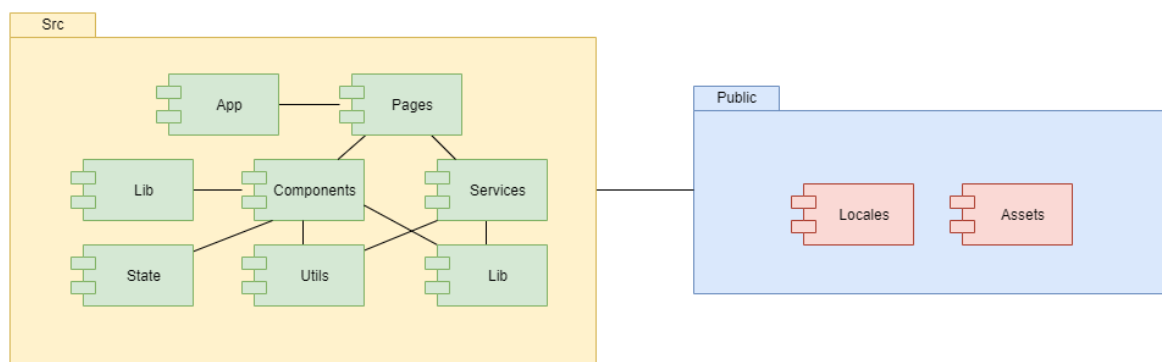 Src
App
Pages
Lib
Components
Services
State
Utils
Lib
Public
Locales
Assets